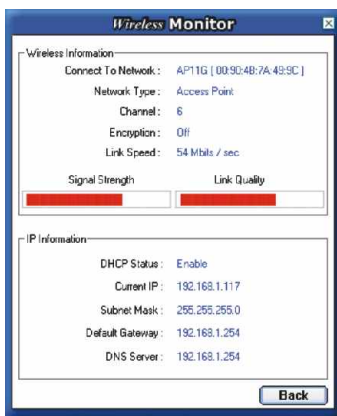 Wireless Monitor
Wireless Information
Connect To Network : AP11G [ 00:90:4B:7A:49:9C ]
Network Type : Access Point
Channel : 6
Encryption : Off
Link Speed : 54 Mbits / sec
Signal Strength Link Quality
IP Information
DHCP Status : Enable
Current IP : 192.168.1.117
Subnet Mask : 255.255.255.0
Default Gateway : 192.168.1.254
DNS Server : 192.168.1.254
Back